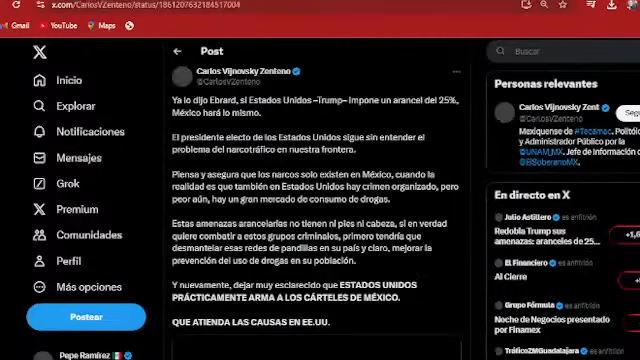 x.com/CarlosVZenteno/status/1861207632184517004
Gmail
YouTube
Maps
Inicio
Explorar
Notificaciones
Mensajes
Grok
Premium
Comunidades
Perfil
Más opciones
Postear
Pepe Ramírez
Post
Carlos Vijnovsky Zenteno
@CarlosVZenteno
Ya lo dijo Ebrard, si Estados Unidos –Trump– impone un arancel del 25%,
México hará lo mismo.
El presidente electo de los Estados Unidos sigue sin entender el
problema del narcotráfico en nuestra frontera.
Piensa y asegura que los narcos solo existen en México, cuando la
realidad es que también en Estados Unidos hay crimen organizado, pero
peor aún, hay un gran mercado de consumo de drogas.
Estas amenazas arancelarias no tienen ni pies ni cabeza, si en verdad
quiere combatir a estos grupos criminales, primero tendría que
desmantelar esas redes de pandillas en su país y claro, mejorar la
prevención del uso de drogas en su población.
Y nuevamente, dejar muy esclarecido que ESTADOS UNIDOS
PRÁCTICAMENTE ARMA A LOS CÁRTELES DE MÉXICO.
QUE ATIENDA LAS CAUSAS EN EE.UU.
Buscar
Personas relevantes
Carlos Vijnovsky Zent
@CarlosVZenteno
Segu
Mexiquense de #Tecámac. Politól
y Administrador Público por la
@UNAM_MX. Jefe de Información d
@ElSoberanoMX.
En directo en X
Julio Astillero es anfitrión
Redobla Trump sus
amenazas: aranceles de 25...
El Financiero es anfitrión
Al Cierre
Grupo Fórmula es anfitrión
Noche de Negocios presentado
por Finamex
TráficoZMGuadalajara es anfitrión